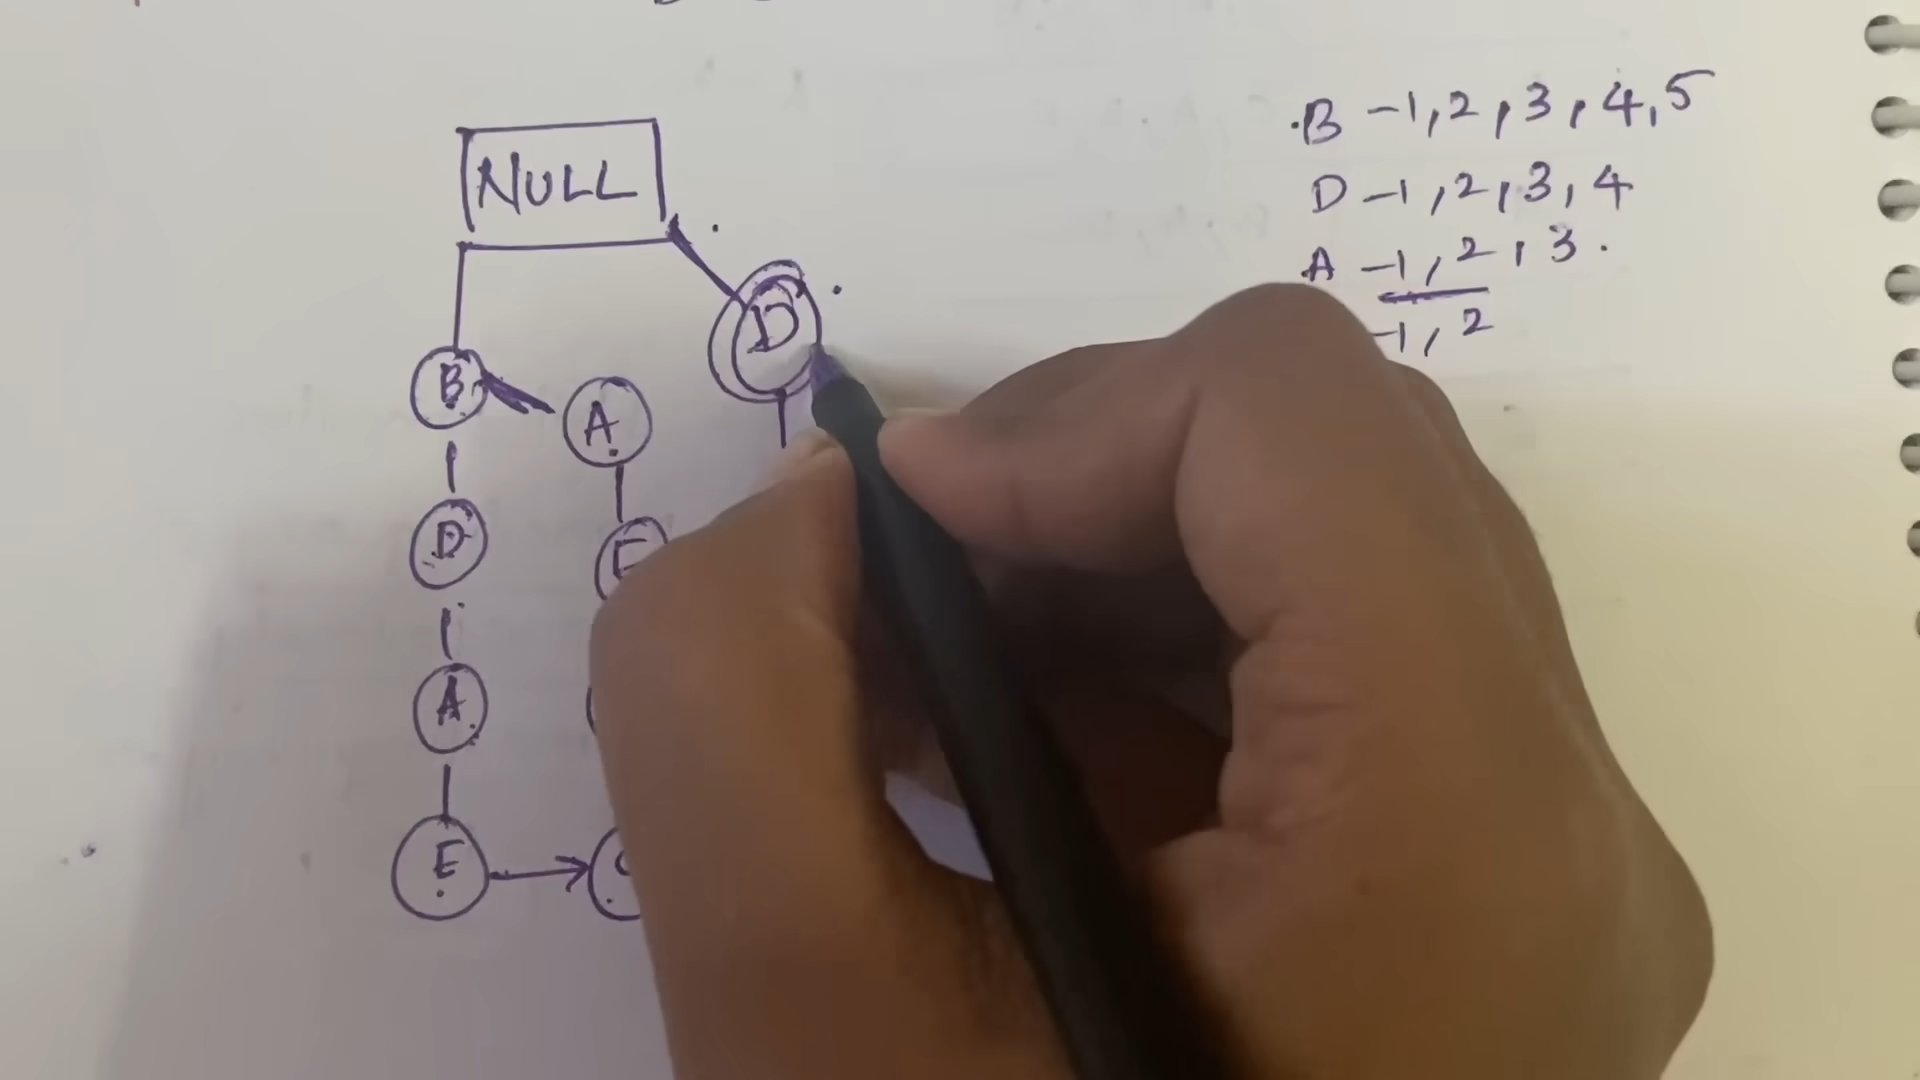 NULL
B
D
A
E
A
E
D
B -1, 2, 3, 4, 5
D -1, 2, 3, 4
A -1, 2, 3
-1, 2